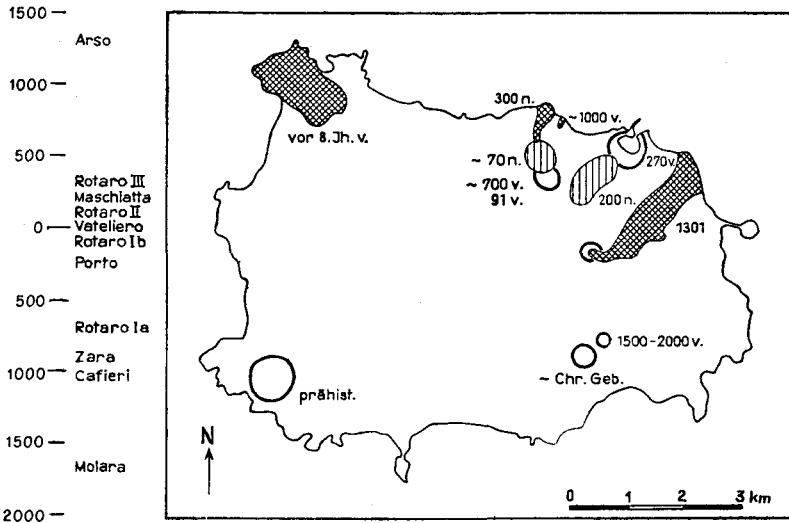 1500
Arso
1000
500
Rotaro III
Maschiatta
Rotaro II
0
Vateliero
Rotaro Ib
Porto
500
Rotaro Ia
Zara
1000
Cafieri
1500
Molara
2000
vor 8. Jh. v.
300 n.
~1000 v.
~ 70 n.
270 v.
~ 700 v.
91 v.
200 n.
1301
1500-2000 v.
~ Chr. Geb.
prähist.
N
0 1 2 3 km